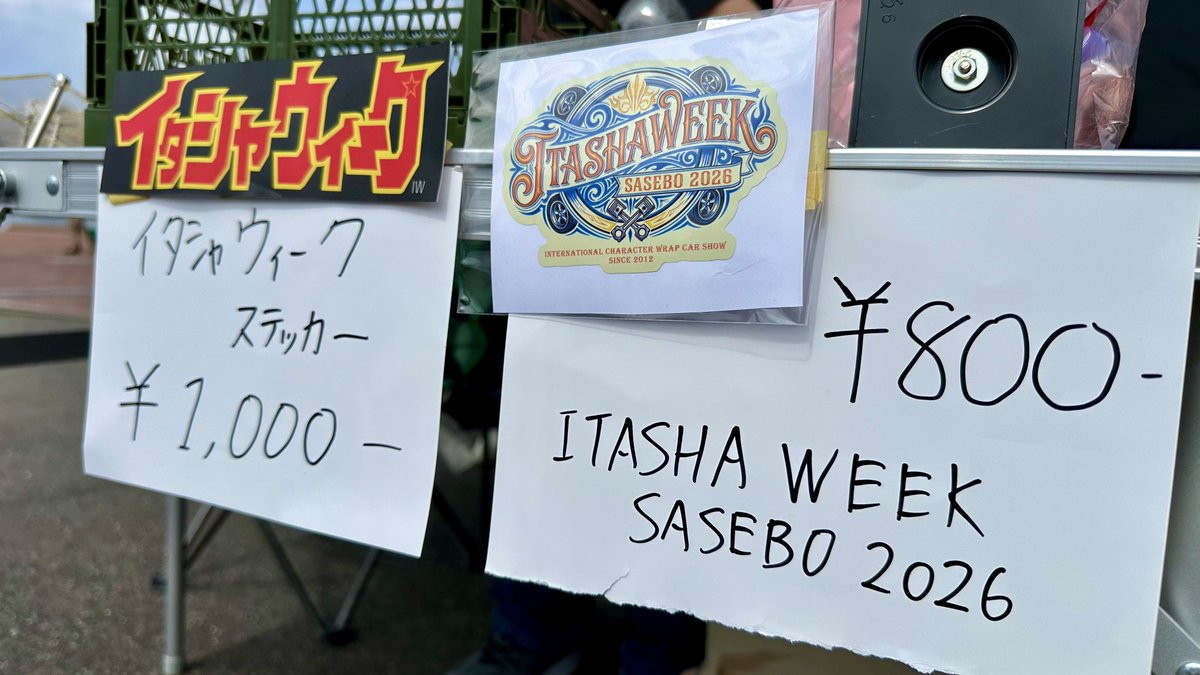 イタシャウィーク
IW
イタシャウィーク
ステッカー
¥1,000-
ITASHAWEEK
SASEBO 2026
INTERNATIONAL CHARACTER WRAP CAR SHOW
SINCE 2012
¥800-
ITASHA WEEK
SASEBO 2026